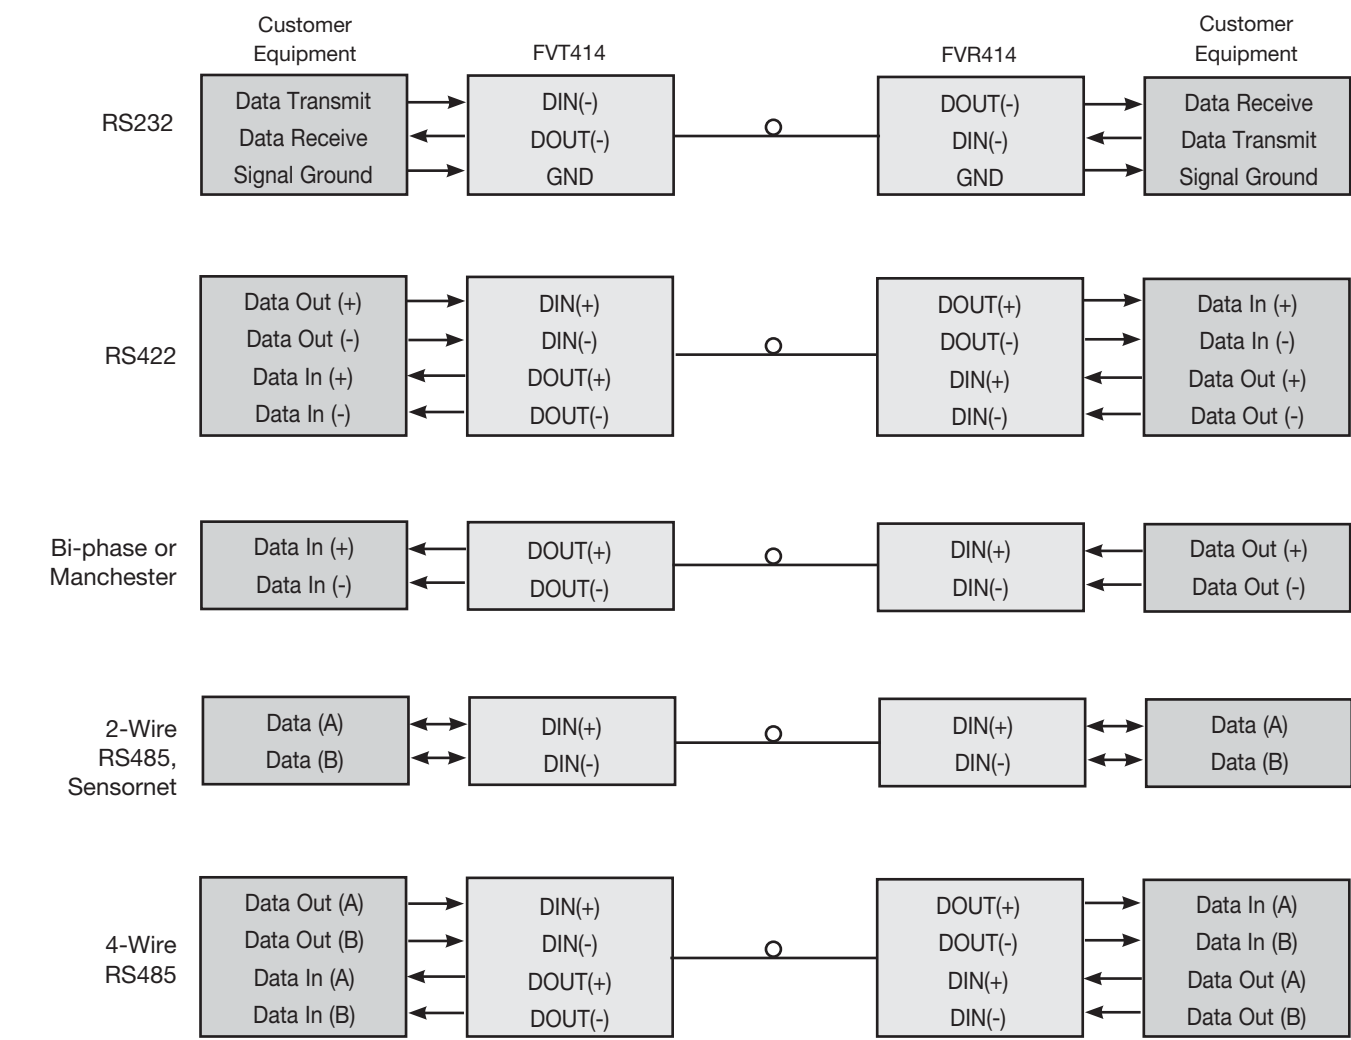 Customer
Equipment
FVT414
FVR414
Customer
Equipment
RS232
Data Transmit
Data Receive
Signal Ground
DIN(-)
DOUT(-)
GND
DOUT(-)
DIN(-)
GND
Data Receive
Data Transmit
Signal Ground
RS422
Data Out (+)
Data Out (-)
Data In (+)
Data In (-)
DIN(+)
DIN(-)
DOUT(+)
DOUT(-)
DOUT(+)
DOUT(-)
DIN(+)
DIN(-)
Data In (+)
Data In (-)
Data Out (+)
Data Out (-)
Bi-phase or
Manchester
Data In (+)
Data In (-)
DOUT(+)
DOUT(-)
DIN(+)
DIN(-)
Data Out (+)
Data Out (-)
2-Wire
RS485,
Sensornet
Data (A)
Data (B)
DIN(+)
DIN(-)
DIN(+)
DIN(-)
Data (A)
Data (B)
4-Wire
RS485
Data Out (A)
Data Out (B)
Data In (A)
Data In (B)
DIN(+)
DIN(-)
DOUT(+)
DOUT(-)
DOUT(+)
DOUT(-)
DIN(+)
DIN(-)
Data In (A)
Data In (B)
Data Out (A)
Data Out (B)